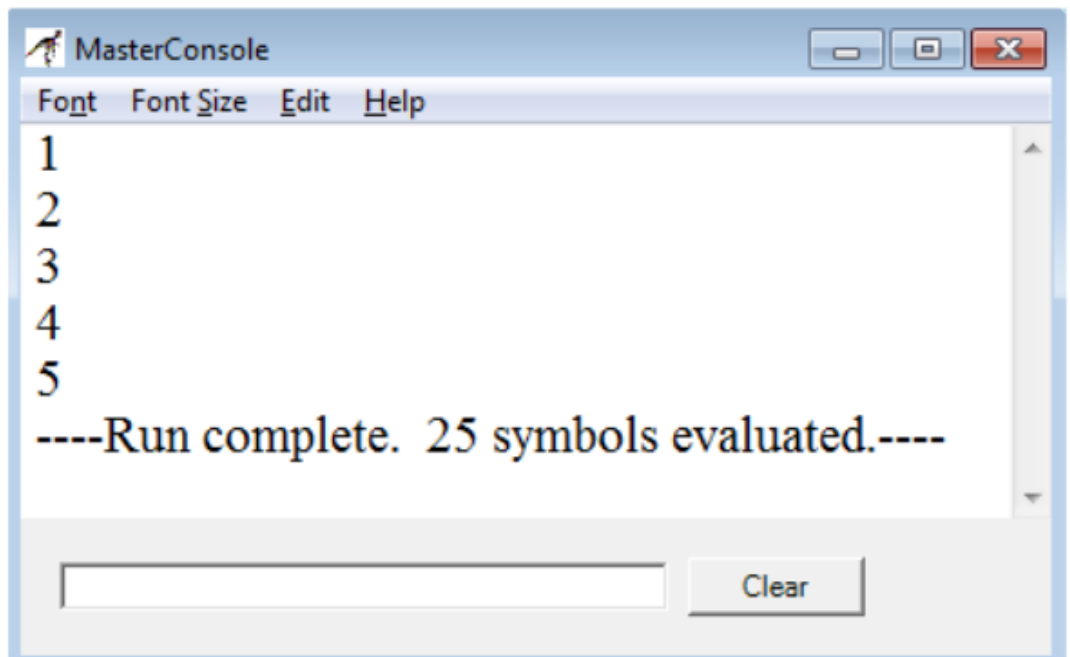 MasterConsole
Font Font Size Edit Help
1
2
3
4
5
----Run complete.  25 symbols evaluated.----
Clear